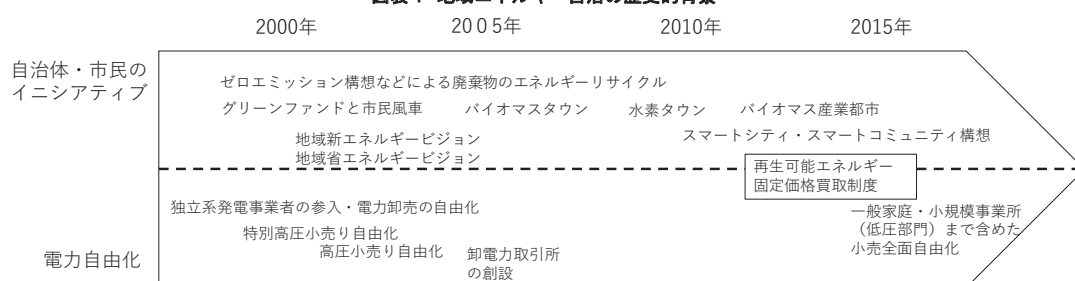 2000年
2005年
2010年
2015年
自治体・市民の
イニシアティブ
ゼロエミッション構想などによる廃棄物のエネルギーリサイクル
グリーンファンドと市民風車
バイオマスタウン
水素タウン
バイオマス産業都市
地域新エネルギービジョン
地域省エネルギービジョン
スマートシティ・スマートコミュニティ構想
再生可能エネルギー
固定価格買取制度
独立系発電事業者の参入・電力卸売の自由化
特別高圧小売り自由化
高圧小売り自由化
卸電力取引所
の創設
一般家庭・小規模事業所
（低圧部門）まで含めた
小売全面自由化
電力自由化